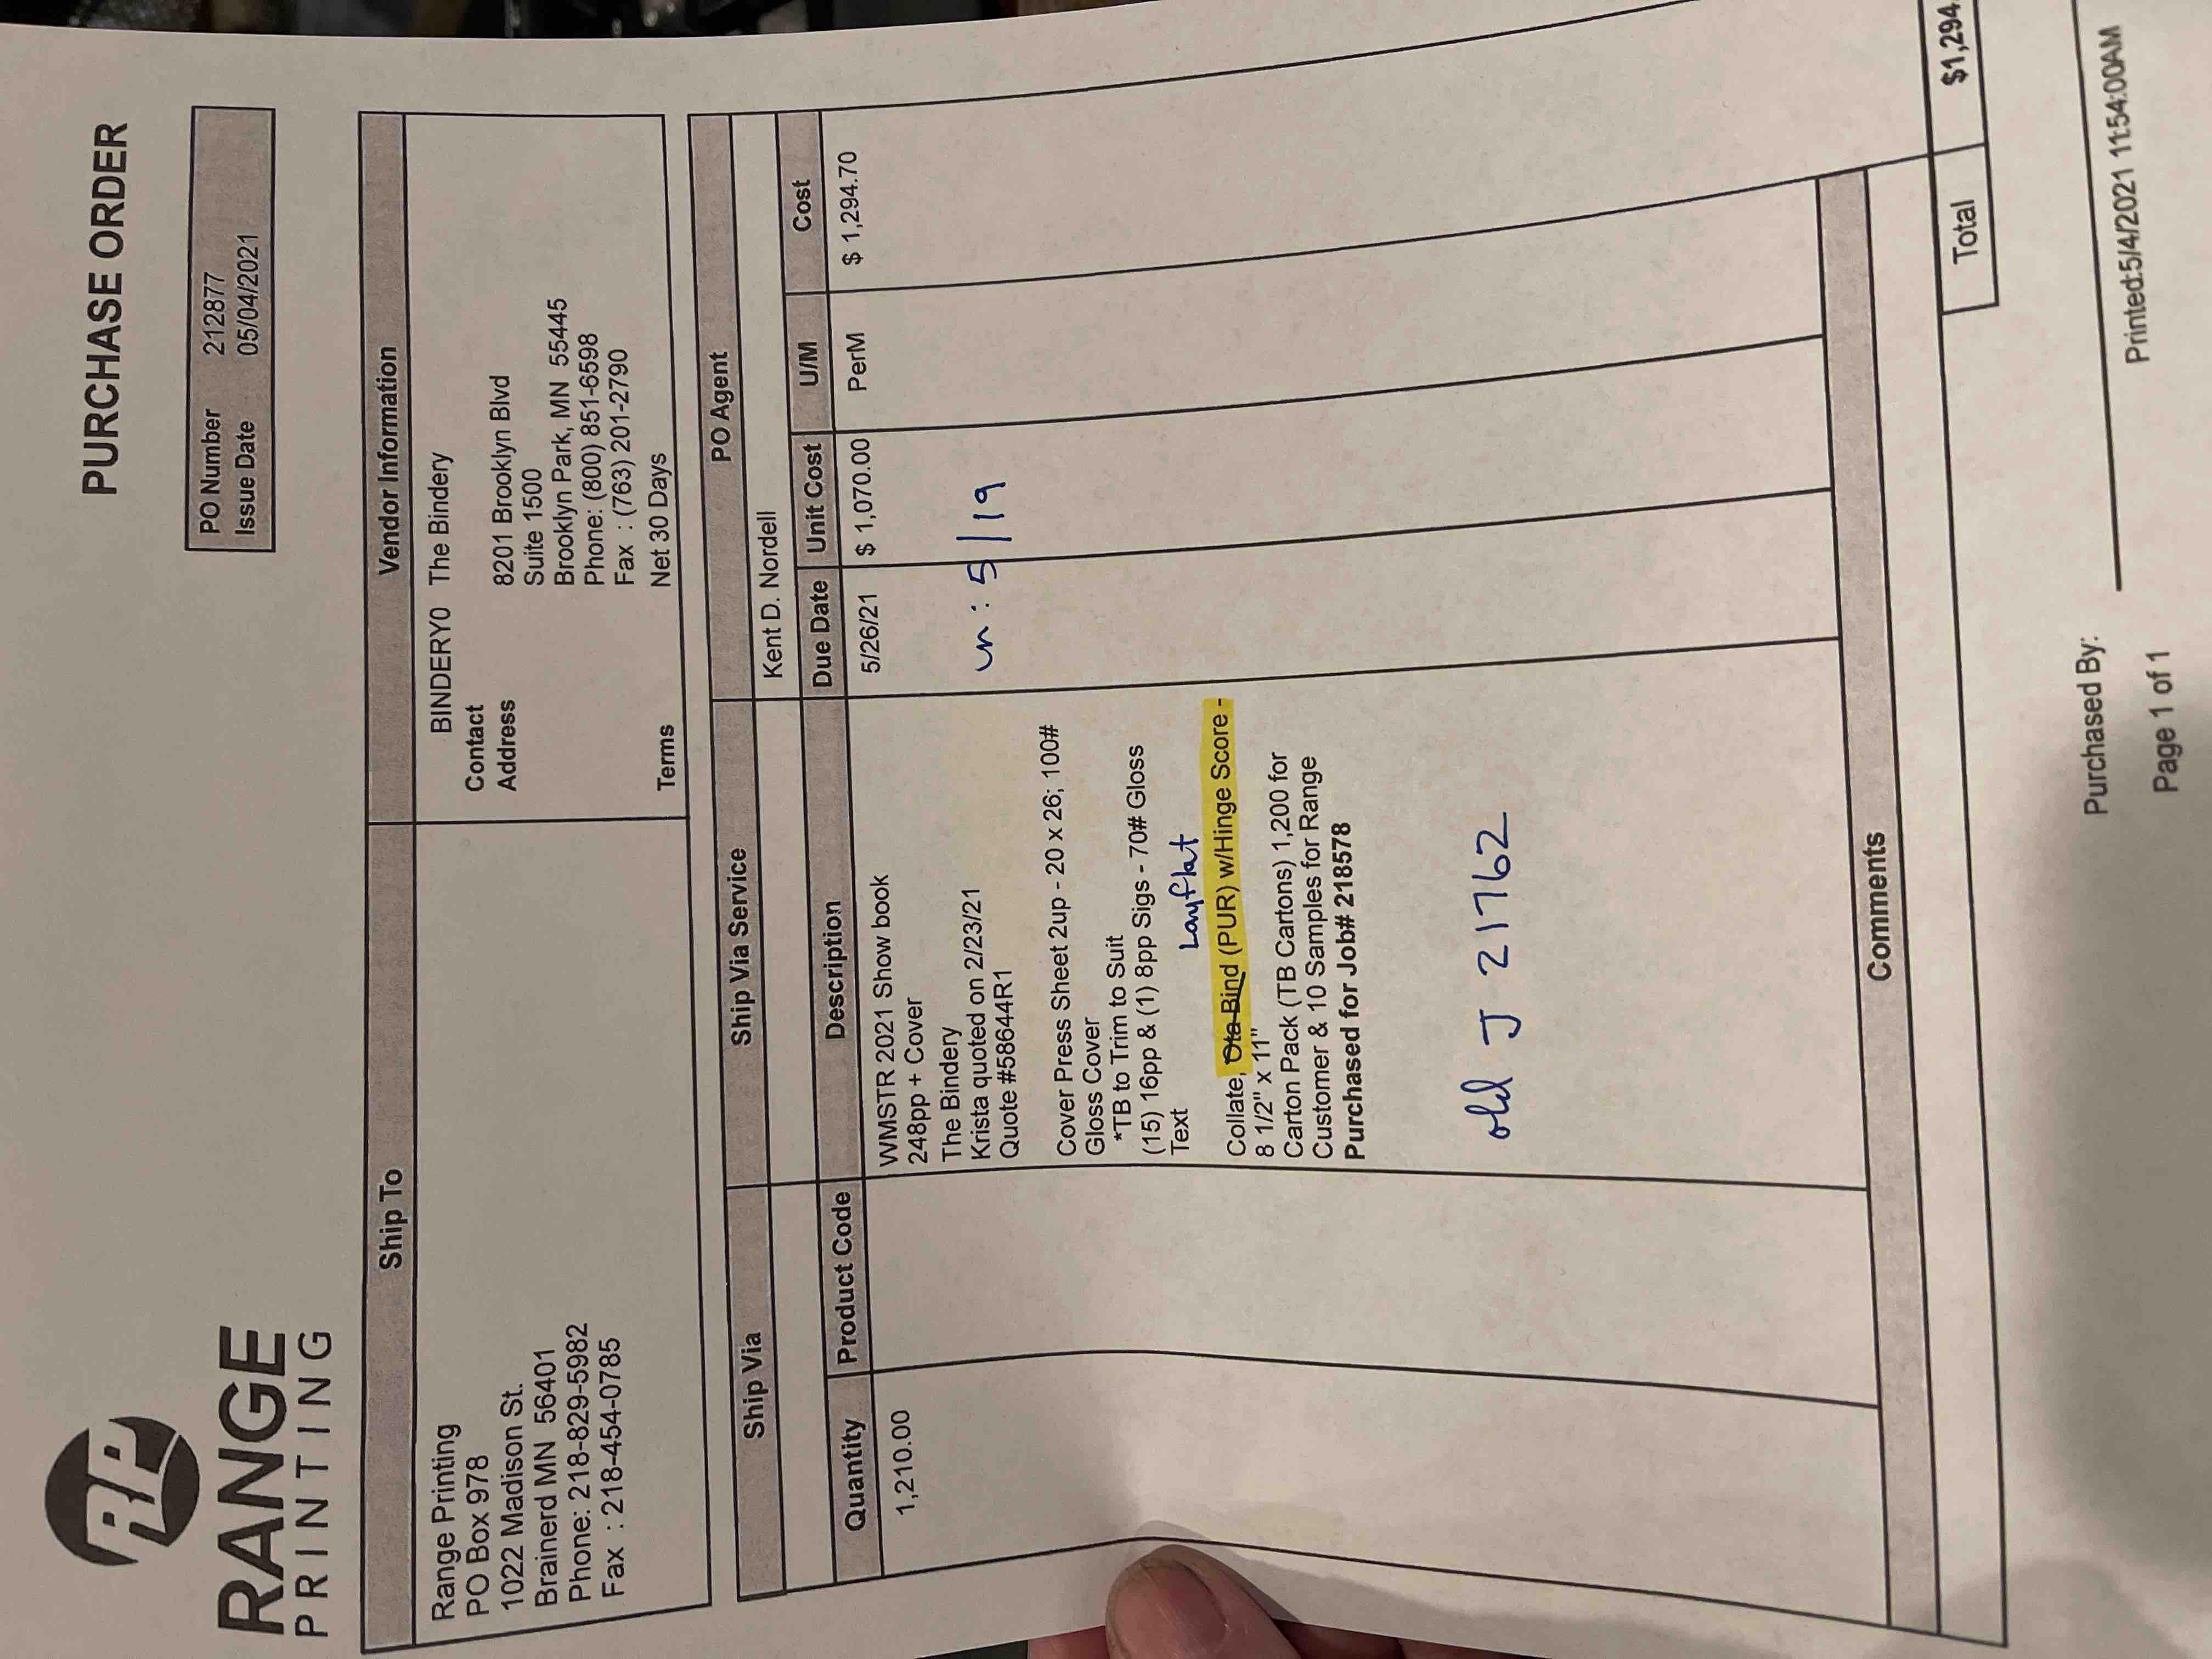 RP
RANGE
PRINTING
PURCHASE ORDER
PO Number 212877
Issue Date 05/04/2021
Ship To
Range Printing
PO Box 978
1022 Madison St.
Brainerd MN 56401
Phone: 218-829-5982
Fax : 218-454-0785
Vendor Information
BINDERY0 The Bindery
Contact
Address 8201 Brooklyn Blvd
Suite 1500
Brooklyn Park, MN 55445
Phone: (800) 851-6598
Fax : (763) 201-2790
Terms Net 30 Days
Ship Via Ship Via Service PO Agent
Kent D. Nordell
Quantity Product Code Description Due Date Unit Cost U/M Cost
1,210.00 WMSTR 2021 Show book 5/26/21 $ 1,070.00 PerM $ 1,294.70
248pp + Cover
The Bindery
Krista quoted on 2/23/21
Quote #58644R1
in: 5/19
Cover Press Sheet 2up - 20 x 26; 100#
Gloss Cover
*TB to Trim to Suit
(15) 16pp & (1) 8pp Sigs - 70# Gloss
Text
Layflat
Collate, Ota Bind (PUR) w/Hinge Score -
8 1/2" x 11"
Carton Pack (TB Cartons) 1,200 for
Customer & 10 Samples for Range
Purchased for Job# 218578
old J 21762
Comments
Total $1,294.
Purchased By:
Page 1 of 1 Printed:5/4/2021 11:54:00AM